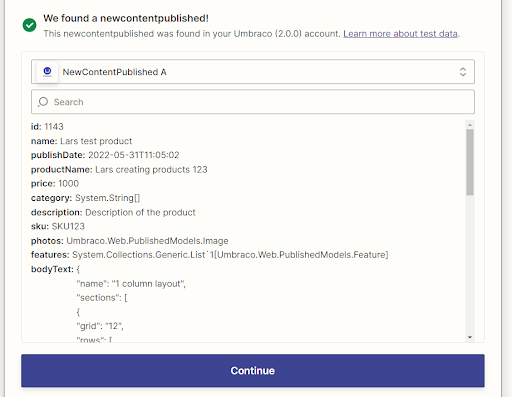 We found a newcontentpublished!
This newcontentpublished was found in your Umbraco (2.0.0) account. Learn more about test data.
NewContentPublished A
Search
id: 1143
name: Lars test product
publishDate: 2022-05-31T11:05:02
productName: Lars creating products 123
price: 1000
category: System.String[]
description: Description of the product
sku: SKU123
photos: Umbraco.Web.PublishedModels.Image
features: System.Collections.Generic.List`1[Umbraco.Web.PublishedModels.Feature]
bodyText: {
"name": "1 column layout",
"sections": [
{
"grid": "12",
"rows": [
Continue